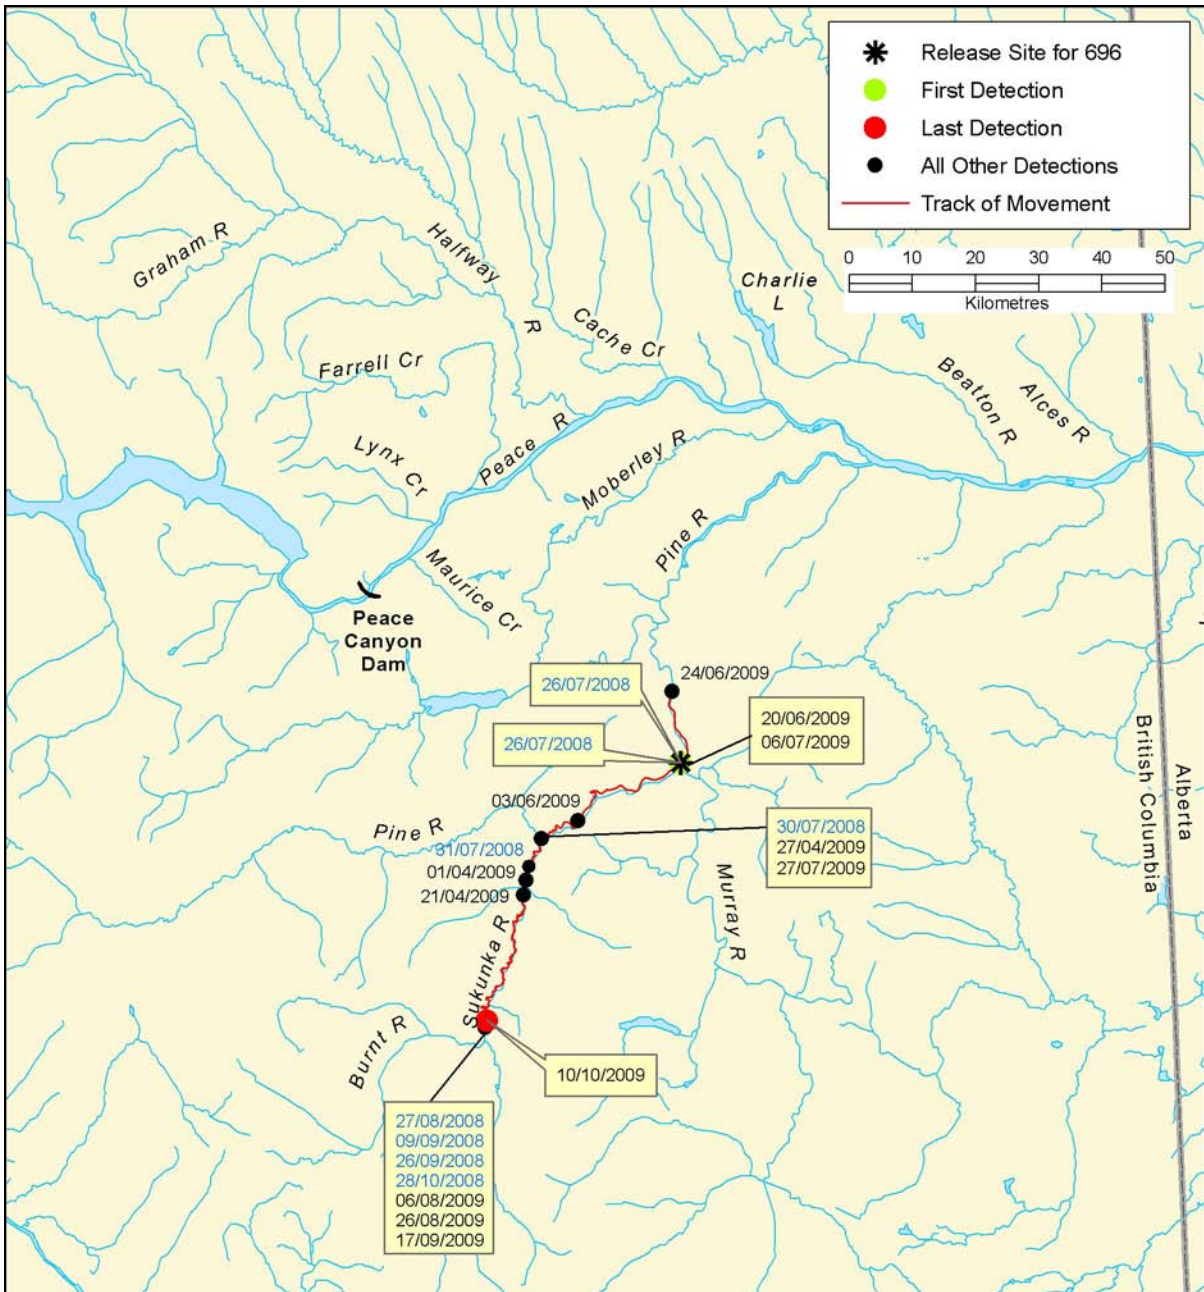 Release Site for 696
First Detection
Last Detection
All Other Detections
Track of Movement
0 10 20 30 40 50
Kilometres
Graham R
Halfway
R
Charlie
L
Cache Cr
Farrell Cr
Beatton R
Alces R
Lynx Cr
Peace R
Moberley R
Pine R
Maurice Cr
Peace
Canyon
Dam
26/07/2008
24/06/2009
20/06/2009
06/07/2009
26/07/2008
British Columbia
Alberta
03/06/2009
Pine R
30/07/2008
27/04/2009
27/07/2009
31/07/2008
01/04/2009
21/04/2009
Murray R
Sukunka R
Burnt R
10/10/2009
27/08/2008
09/09/2008
26/09/2008
28/10/2008
06/08/2009
26/08/2009
17/09/2009